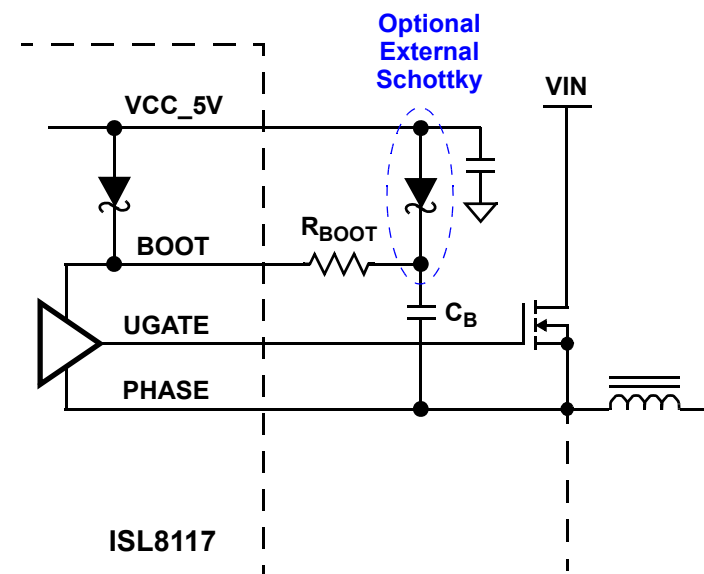 Optional
External
Schottky
VIN
VCC_5V
RBOOT
BOOT
CB
UGATE
PHASE
ISL8117